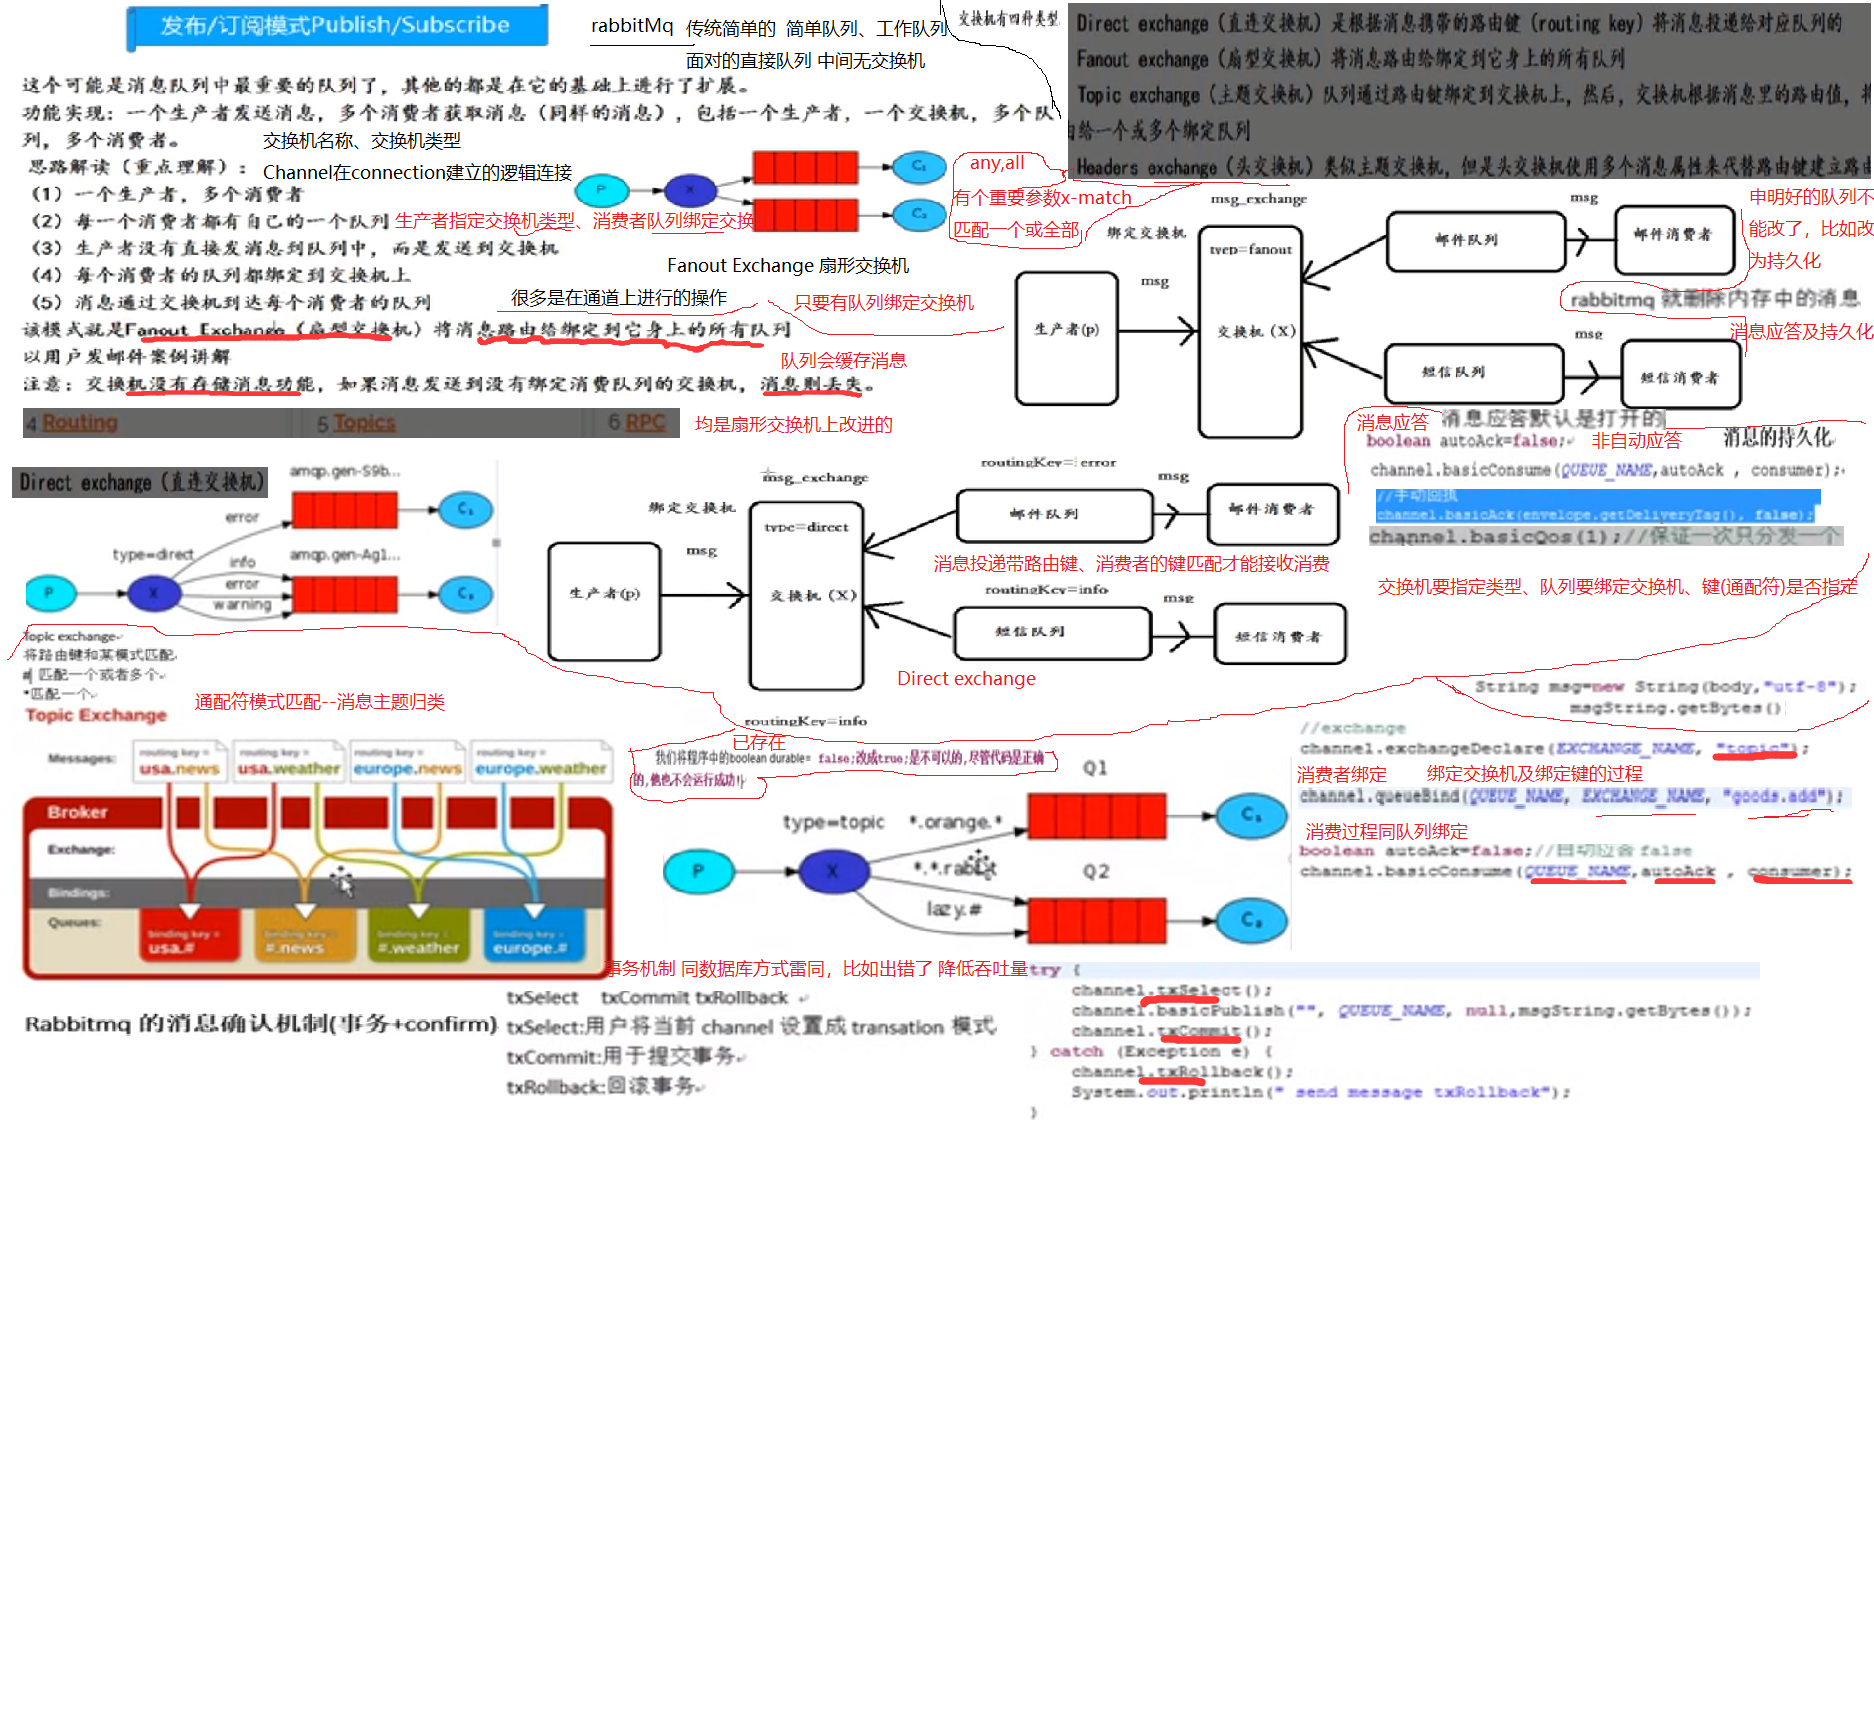 发布/订阅模式Publish/Subscribe
rabbitMq 传统简单的 简单队列、工作队列
面对的直接队列 中间无交换机
交换机有四种类型
Direct exchange（直连交换机）是根据消息携带的路由键（routing key）将消息投递给对应队列的
Fanout exchange（扇型交换机）将消息路由给绑定到它身上的所有队列
Topic exchange（主题交换机）队列通过路由键绑定到交换机上，然后，交换机根据消息里的路由值，将
由给一个或多个绑定队列
Headers exchange（头交换机）类似主题交换机，但是头交换机使用多个消息属性来代替路由键建立路由
这个可能是消息队列中最重要的队列了，其他的都是在它的基础上进行了扩展。
功能实现：一个生产者发送消息，多个消费者获取消息（同样的消息），包括一个生产者，一个交换机，多个队
列，多个消费者。
交换机名称、交换机类型
思路解读（重点理解）：
Channel在connection建立的逻辑连接
（1）一个生产者，多个消费者
（2）每一个消费者都有自己的一个队列
生产者指定交换机类型、消费者队列绑定交换
（3）生产者没有直接发消息到队列中，而是发送到交换机
（4）每个消费者的队列都绑定到交换机上
（5）消息通过交换机到达每个消费者的队列
Fanout Exchange 扇形交换机
很多是在通道上进行的操作
只要有队列绑定交换机
该模式就是Fanout Exchange（扇型交换机）将消息路由给绑定到它身上的所有队列
以用户发邮件案例讲解
队列会缓存消息
注意：交换机没有存储消息功能，如果消息发送到没有绑定消费队列的交换机，消息则丢失。
P
X
C₁
C₂
any,all
有个重要参数x-match
匹配一个或全部
msg_exchange
绑定交换机
msg
生产者(p)
type=fanout
交换机（X）
邮件队列
msg
邮件消费者
短信队列
msg
短信消费者
申明好的队列不
能改了，比如改
为持久化
rabbitmq 就删除内存中的消息
消息应答及持久化
4 Routing
5 Topics
6 RPC
均是扇形交换机上改进的
消息应答
消息应答默认是打开的
boolean autoAck=false;
非自动应答
消息的持久化
channel.basicConsume(QUEUE_NAME,autoAck , consumer);
//手动回执
channel.basicAck(envelope.getDeliveryTag(), false);
channel.basicQos(1);//保证一次只分发一个
交换机要指定类型、队列要绑定交换机、键(通配符)是否指定
Direct exchange（直连交换机）
amqp.gen-S9b...
error
C₁
type=direct
info
error
warning
amqp.gen-Ag1...
P
X
C₂
msg_exchange
绑定交换机
msg
生产者(p)
type=direct
交换机（X）
routingKey=error
邮件队列
msg
邮件消费者
消息投递带路由键、消费者的键匹配才能接收消费
routingKey=info
短信队列
msg
短信消费者
Direct exchange
routingKey=info
Topic exchange
将路由键和某模式匹配
# 匹配一个或者多个
*匹配一个
通配符模式匹配--消息主题归类
Topic Exchange
Messages:
routing key = usa.news
routing key = usa.weather
routing key = europe.news
routing key = europe.weather
Broker
Exchange:
Bindings:
Queues:
binding key = usa.#
binding key = #.news
binding key = #.weather
binding key = europe.#
已存在
我们将程序中的boolean durable= false;改成true;是不可以的,尽管代码是正确
的,他也不会运行成功!
type=topic
*.orange.*
*.*.rabbit
lazy.#
Q1
Q2
P
X
C₁
C₂
String msg=new String(body,"utf-8");
msgString.getBytes()
//exchange
channel.exchangeDeclare(EXCHANGE_NAME, "topic");
消费者绑定
绑定交换机及绑定键的过程
channel.queueBind(QUEUE_NAME, EXCHANGE_NAME, "goods.add");
消费过程同队列绑定
boolean autoAck=false;//自动应答 false
channel.basicConsume(QUEUE_NAME,autoAck , consumer);
事务机制 同数据库方式雷同，比如出错了 降低吞吐量
Rabbitmq 的消息确认机制(事务+confirm)
txSelect txCommit txRollback
txSelect:用户将当前 channel 设置成 transation 模式
txCommit:用于提交事务
txRollback:回滚事务
try {
channel.txSelect();
channel.basicPublish("", QUEUE_NAME, null,msgString.getBytes());
channel.txCommit();
} catch (Exception e) {
channel.txRollback();
System.out.println(" send message txRollback");
}